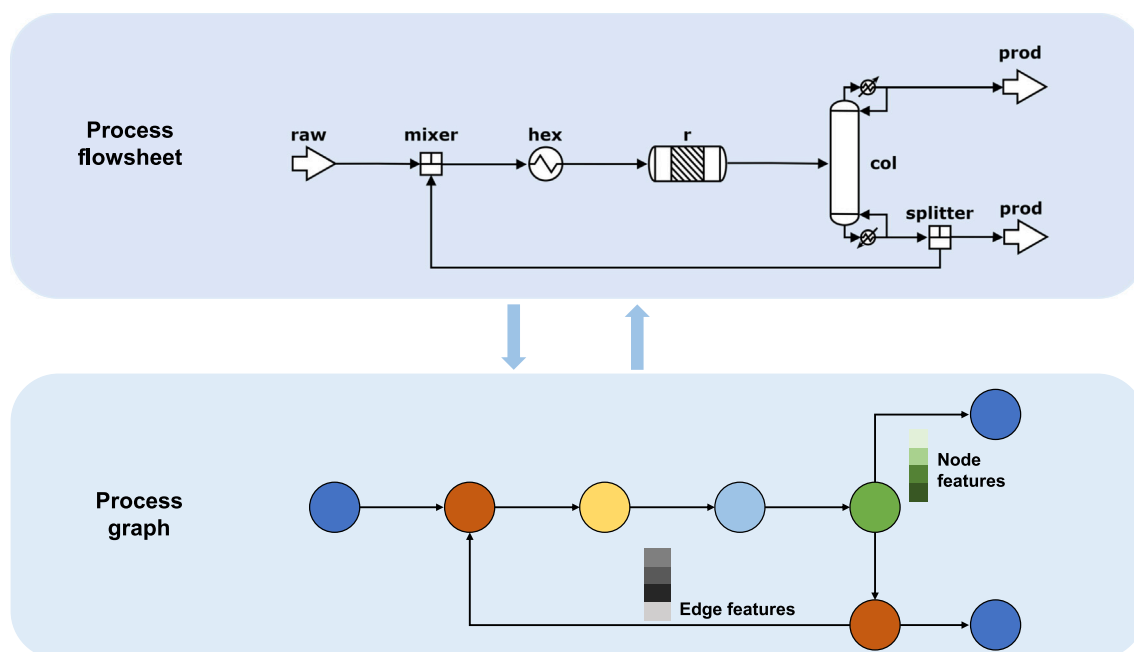 Process
flowsheet
raw
mixer
hex
r
col
prod
splitter
prod
Process
graph
Node
features
Edge features